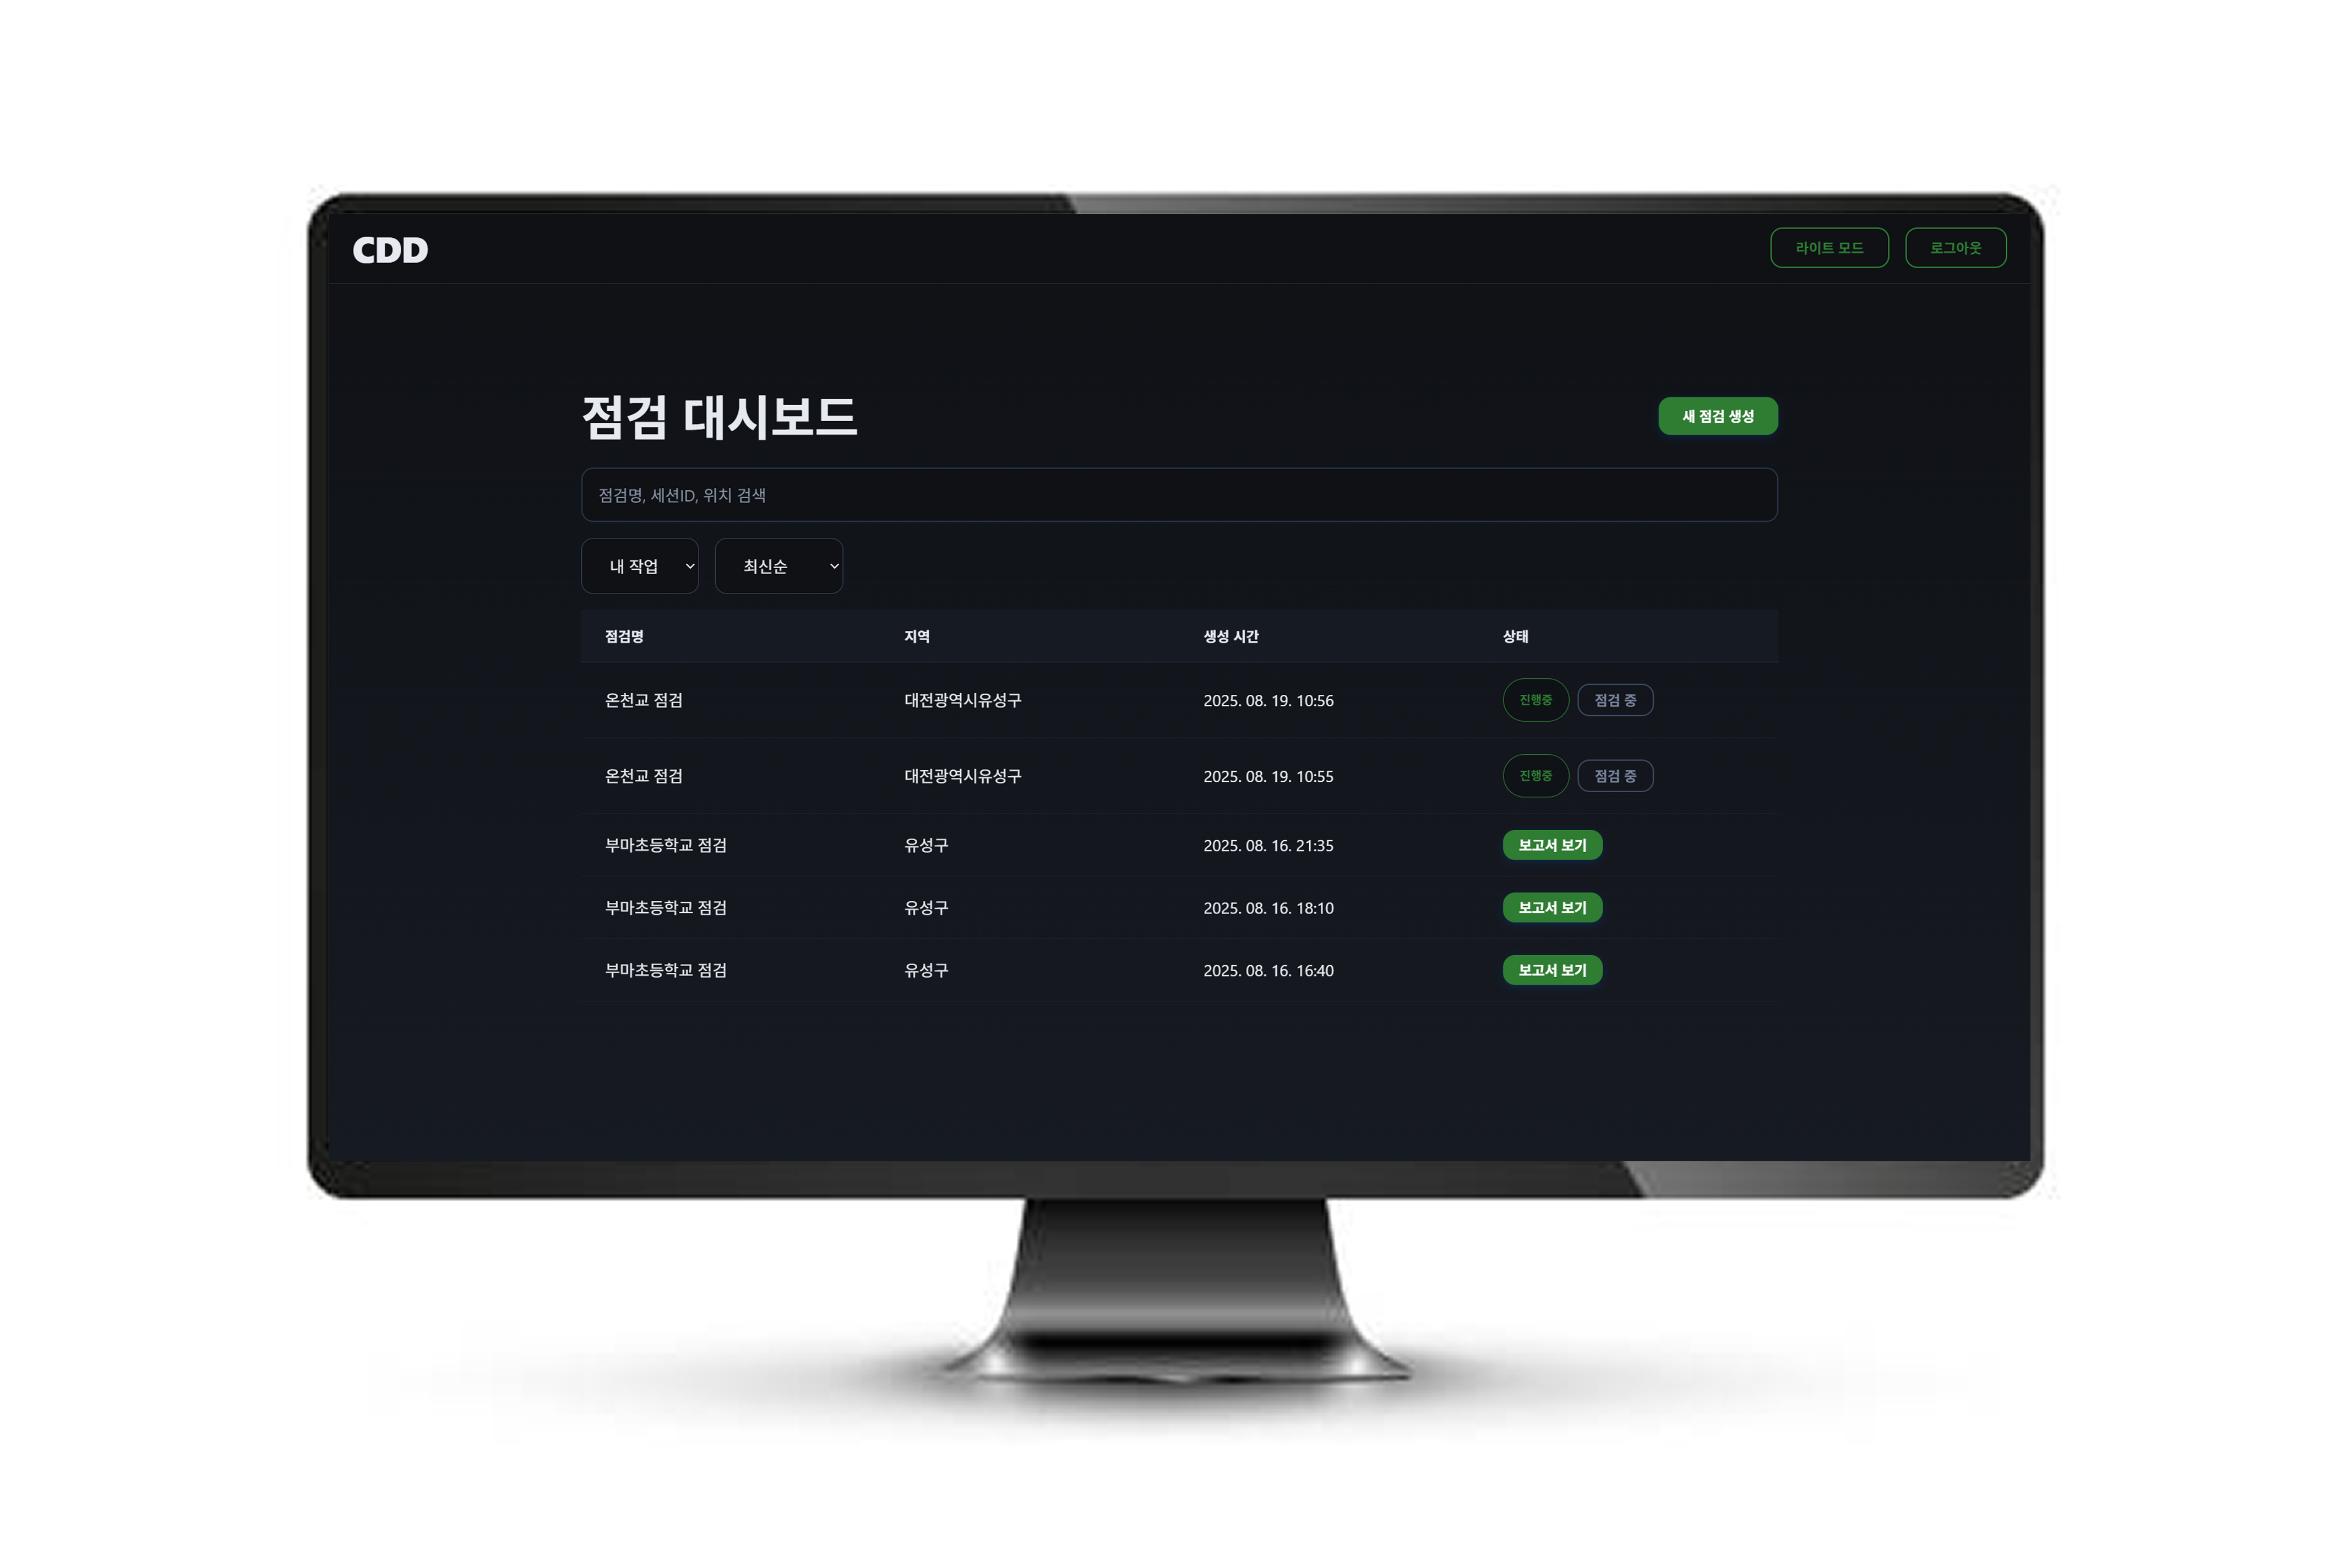 CDD
라이트 모드
로그아웃
점검 대시보드
새 점검 생성
점검명, 세션ID, 위치 검색
내 작업
최신순
점검명 지역 생성 시간 상태
온천교 점검 대전광역시유성구 2025. 08. 19. 10:56 진행중 점검 중
온천교 점검 대전광역시유성구 2025. 08. 19. 10:55 진행중 점검 중
부마초등학교 점검 유성구 2025. 08. 16. 21:35 보고서 보기
부마초등학교 점검 유성구 2025. 08. 16. 18:10 보고서 보기
부마초등학교 점검 유성구 2025. 08. 16. 16:40 보고서 보기